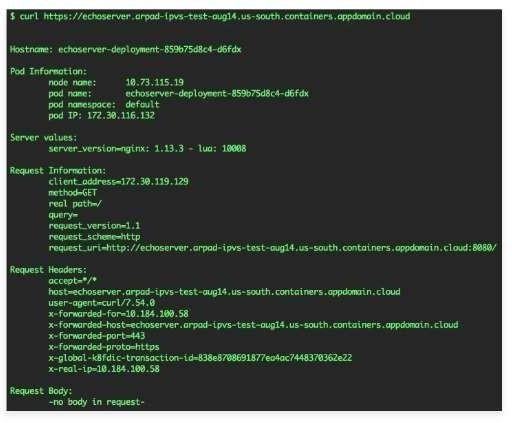 $ curl https://echoserver.arpad-ipvs-test-aug14.us-south.containers.appdomain.cloud
Hostname: echoserver-deployment-859b75d8c4-d6fdx
Pod Information:
node name: 10.73.115.19
pod name: echoserver-deployment-859b75d8c4-d6fdx
pod namespace: default
pod IP: 172.30.116.132
Server values:
server_version=nginx: 1.13.3 - lua: 10008
Request Information:
client_address=172.30.119.129
method=GET
real path=/
query=
request_version=1.1
request_scheme=http
request_uri=http://echoserver.arpad-ipvs-test-aug14.us-south.containers.appdomain.cloud:8080/
Request Headers:
accept=*/*
host=echoserver.arpad-ipvs-test-aug14.us-south.containers.appdomain.cloud
user-agent=curl/7.54.0
x-forwarded-for=10.184.100.58
x-forwarded-host=echoserver.arpad-ipvs-test-aug14.us-south.containers.appdomain.cloud
x-forwarded-port=443
x-forwarded-proto=https
x-global-k8fdic-transaction-id=838e8708691877ea4ac7448370362e22
x-real-ip=10.184.100.58
Request Body:
-no body in request-